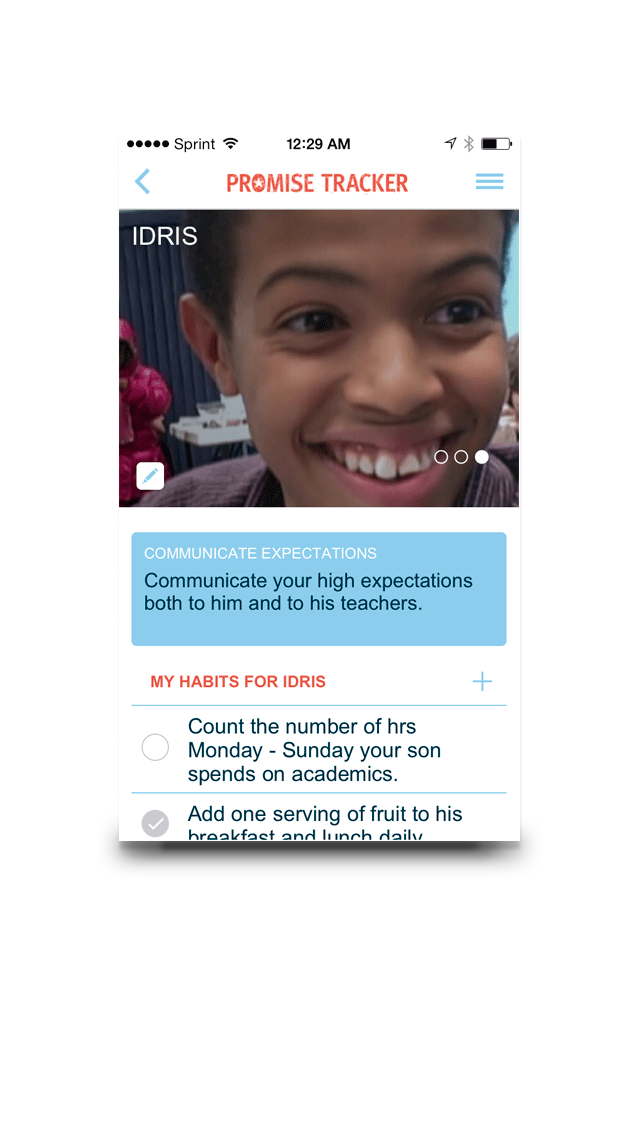 Sprint 12:29 AM
PROMISE TRACKER
IDRIS
COMMUNICATE EXPECTATIONS
Communicate your high expectations
both to him and to his teachers.
MY HABITS FOR IDRIS
Count the number of hrs
Monday - Sunday your son
spends on academics.
Add one serving of fruit to his
breakfast and lunch daily